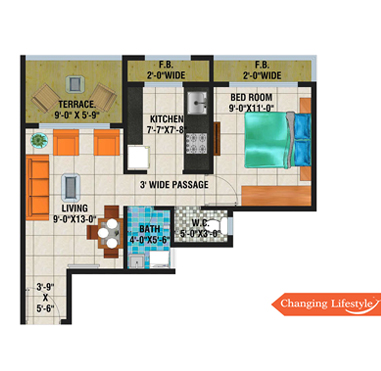 F.B.
2'-0"WIDE
F.B.
2'-0"WIDE
TERRACE.
9'-0" X 5'-9"
KITCHEN
7'-7"X7'-8"
BED ROOM
9'-0"X11'-0"
3' WIDE PASSAGE
LIVING
9'-0"X13-0"
BATH
4'-0"X5'-6"
W.C.
5'-0"X3'-6"
3'-9"
X
5'-6"
Changing Lifestyle